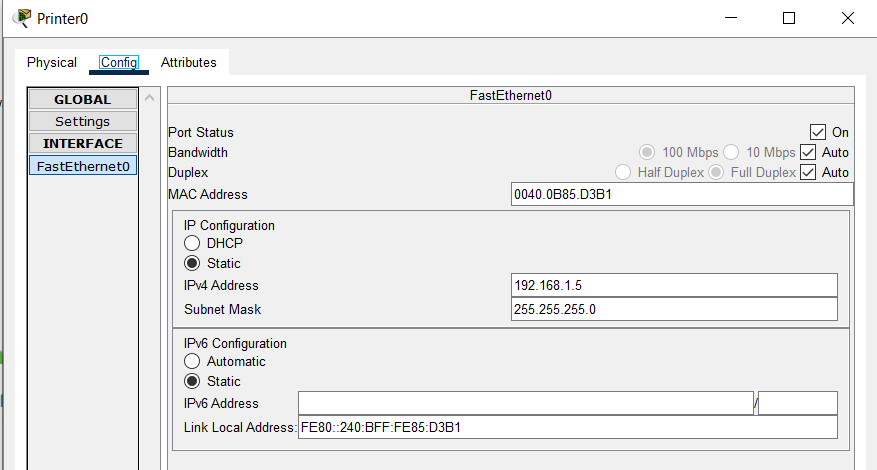 Printer0
Physical Config Attributes
GLOBAL
Settings
INTERFACE
FastEthernet0
FastEthernet0
Port Status On
Bandwidth 100 Mbps 10 Mbps Auto
Duplex Half Duplex Full Duplex Auto
MAC Address 0040.0B85.D3B1
IP Configuration
DHCP
Static
IPv4 Address 192.168.1.5
Subnet Mask 255.255.255.0
IPv6 Configuration
Automatic
Static
IPv6 Address /
Link Local Address: FE80::240:BFF:FE85:D3B1